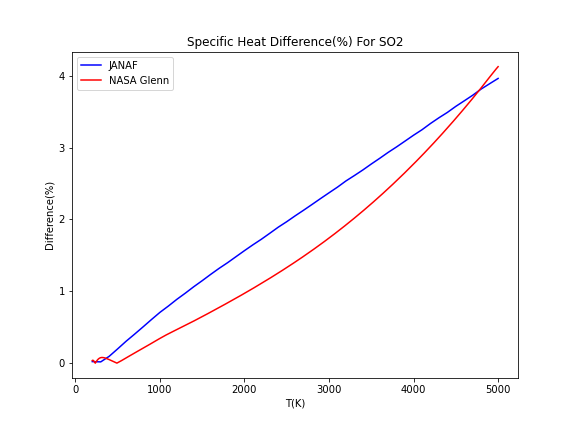 Specific Heat Difference(%) For SO2
JANAF
NASA Glenn
Difference(%)
4
3
2
1
0
0 1000 2000 3000 4000 5000
T(K)